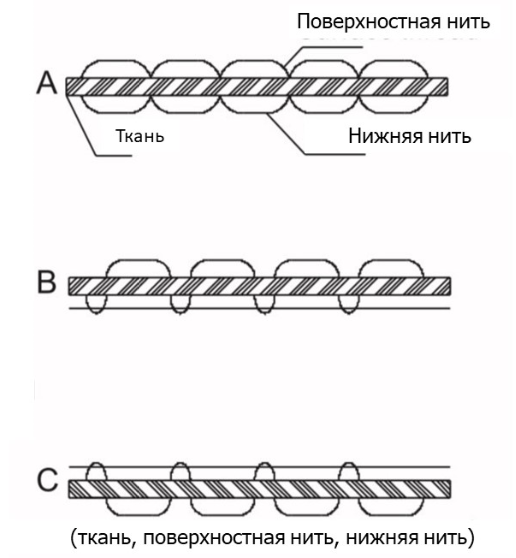 Поверхностная нить
A
Ткань
Нижняя нить
B
C
(ткань, поверхностная нить, нижняя нить)